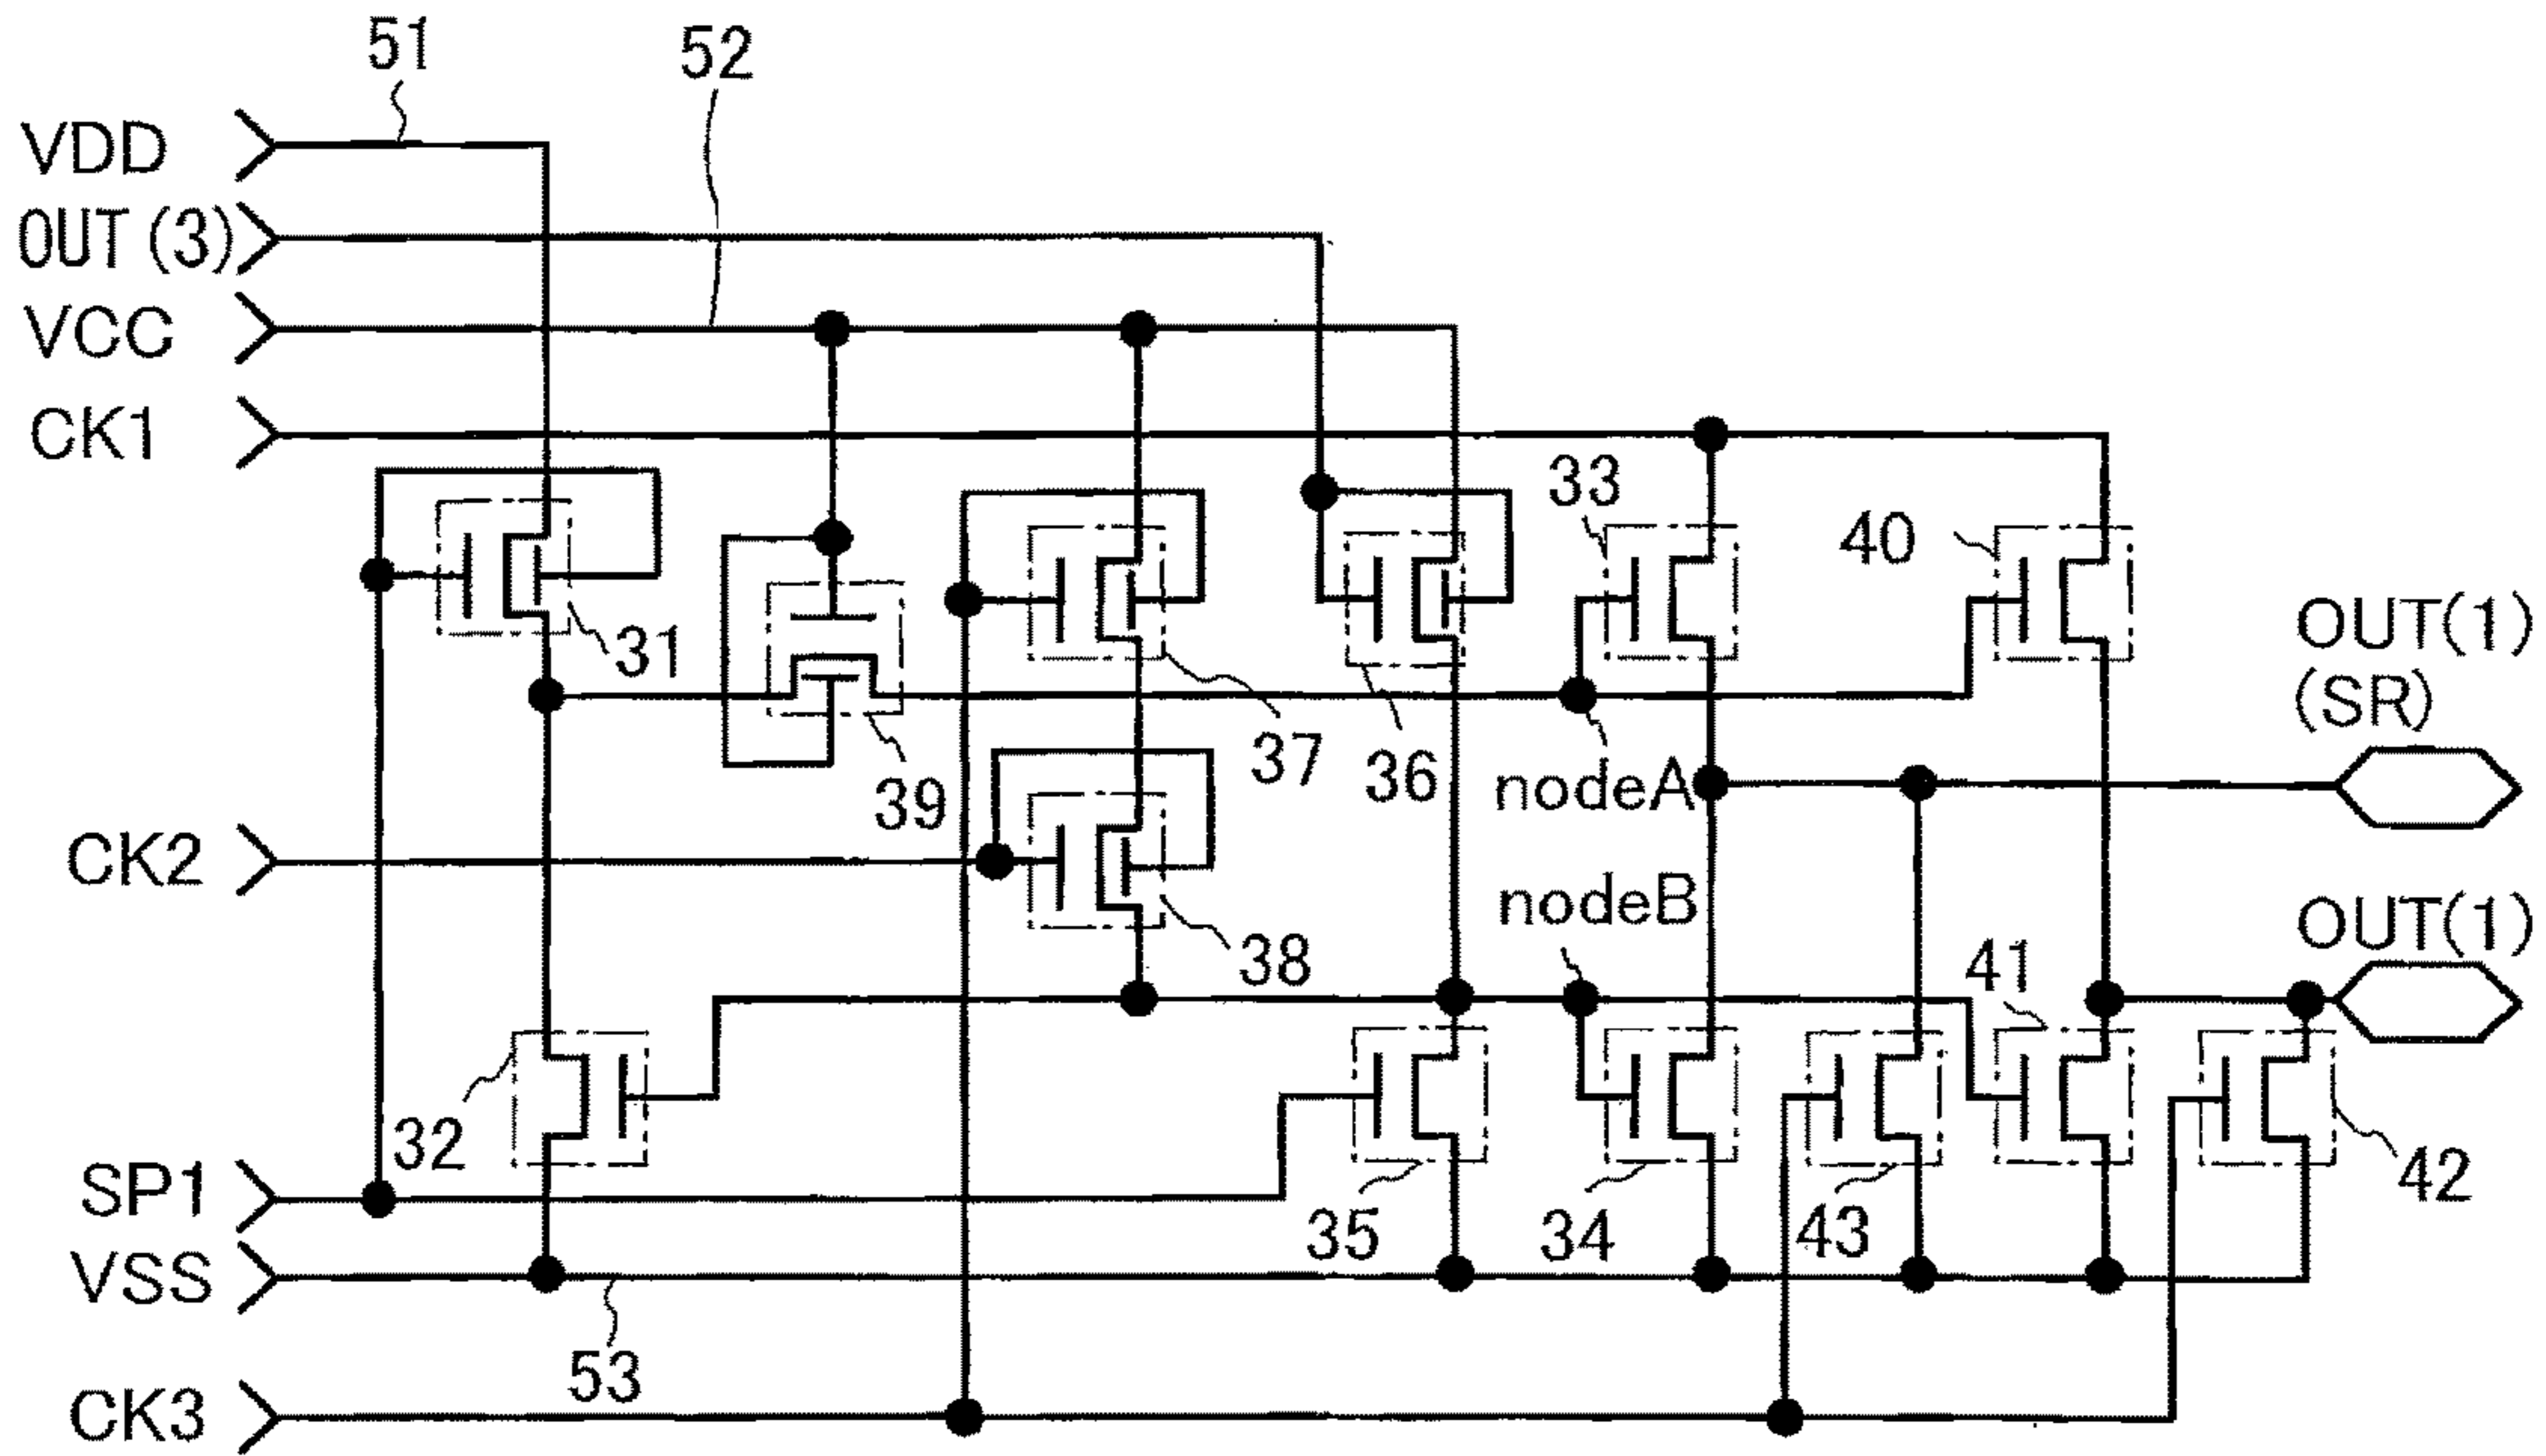 51
52
VDD
OUT (3)
VCC
CK1
33
40
31
OUT(1)
(SR)
37
36
nodeA
39
CK2
nodeB
38
41
OUT(1)
32
SP1
35
34
43
42
VSS
53
CK3